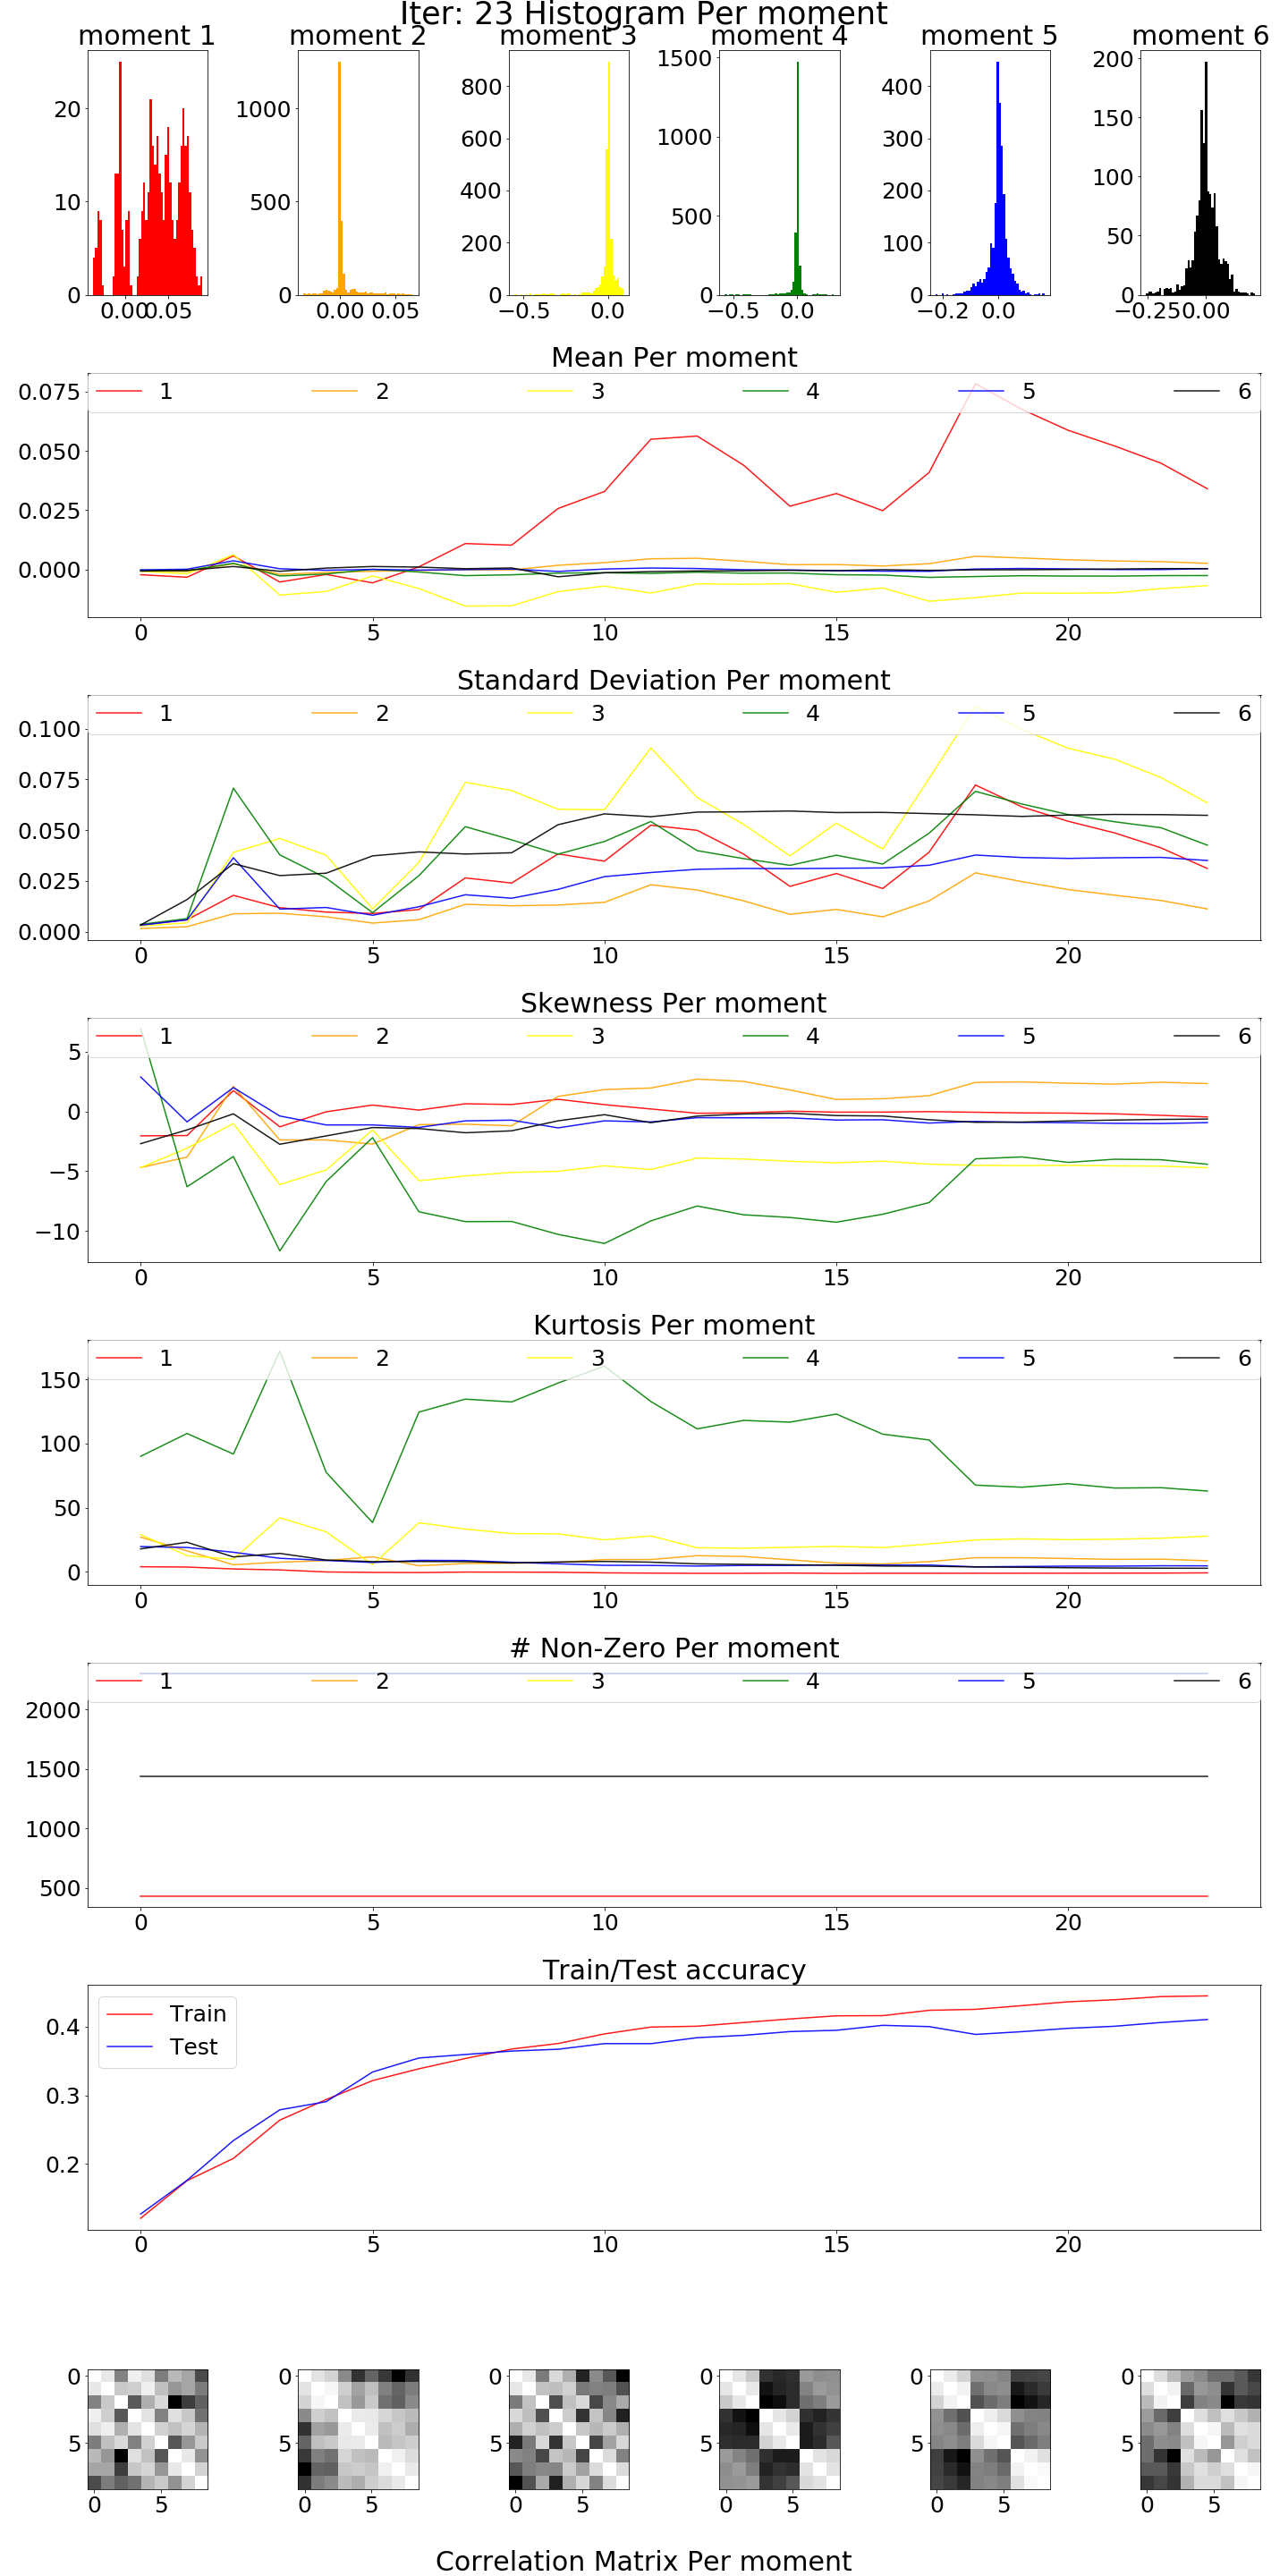 Iter: 23 Histogram Per moment
moment 1 moment 2 moment 3 moment 4 moment 5 moment 6
20
10
0
0.00 0.05
1000
500
0
0.00 0.05
800
600
400
200
0
−0.5 0.0
1500
1000
500
0
−0.5 0.0
400
300
200
100
0
−0.2 0.0
200
150
100
50
0
−0.25 0.00
Mean Per moment
1 2 3 4 5 6
0.075
0.050
0.025
0.000
0 5 10 15 20
Standard Deviation Per moment
1 2 3 4 5 6
0.100
0.075
0.050
0.025
0.000
0 5 10 15 20
Skewness Per moment
1 2 3 4 5 6
5
0
−5
−10
0 5 10 15 20
Kurtosis Per moment
1 2 3 4 5 6
150
100
50
0
0 5 10 15 20
# Non-Zero Per moment
1 2 3 4 5 6
2000
1500
1000
500
0 5 10 15 20
Train/Test accuracy
Train
Test
0.4
0.3
0.2
0 5 10 15 20
0 0 0 0 0 0
5 5 5 5 5 5
0 5 0 5 0 5 0 5 0 5 0 5
Correlation Matrix Per moment